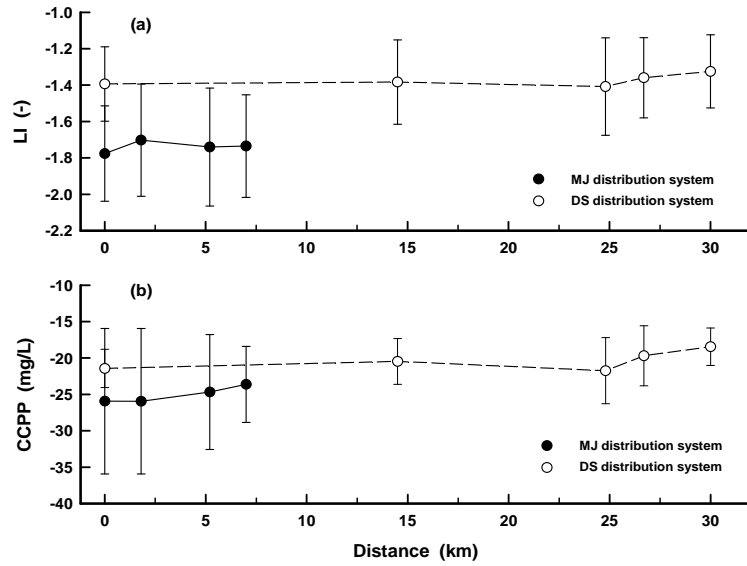 (a)
LI (-)
-1.0
-1.2
-1.4
-1.6
-1.8
-2.0
-2.2
MJ distribution system
DS distribution system
0 5 10 15 20 25 30
(b)
CCPP (mg/L)
-10
-15
-20
-25
-30
-35
-40
MJ distribution system
DS distribution system
0 5 10 15 20 25 30
Distance (km)